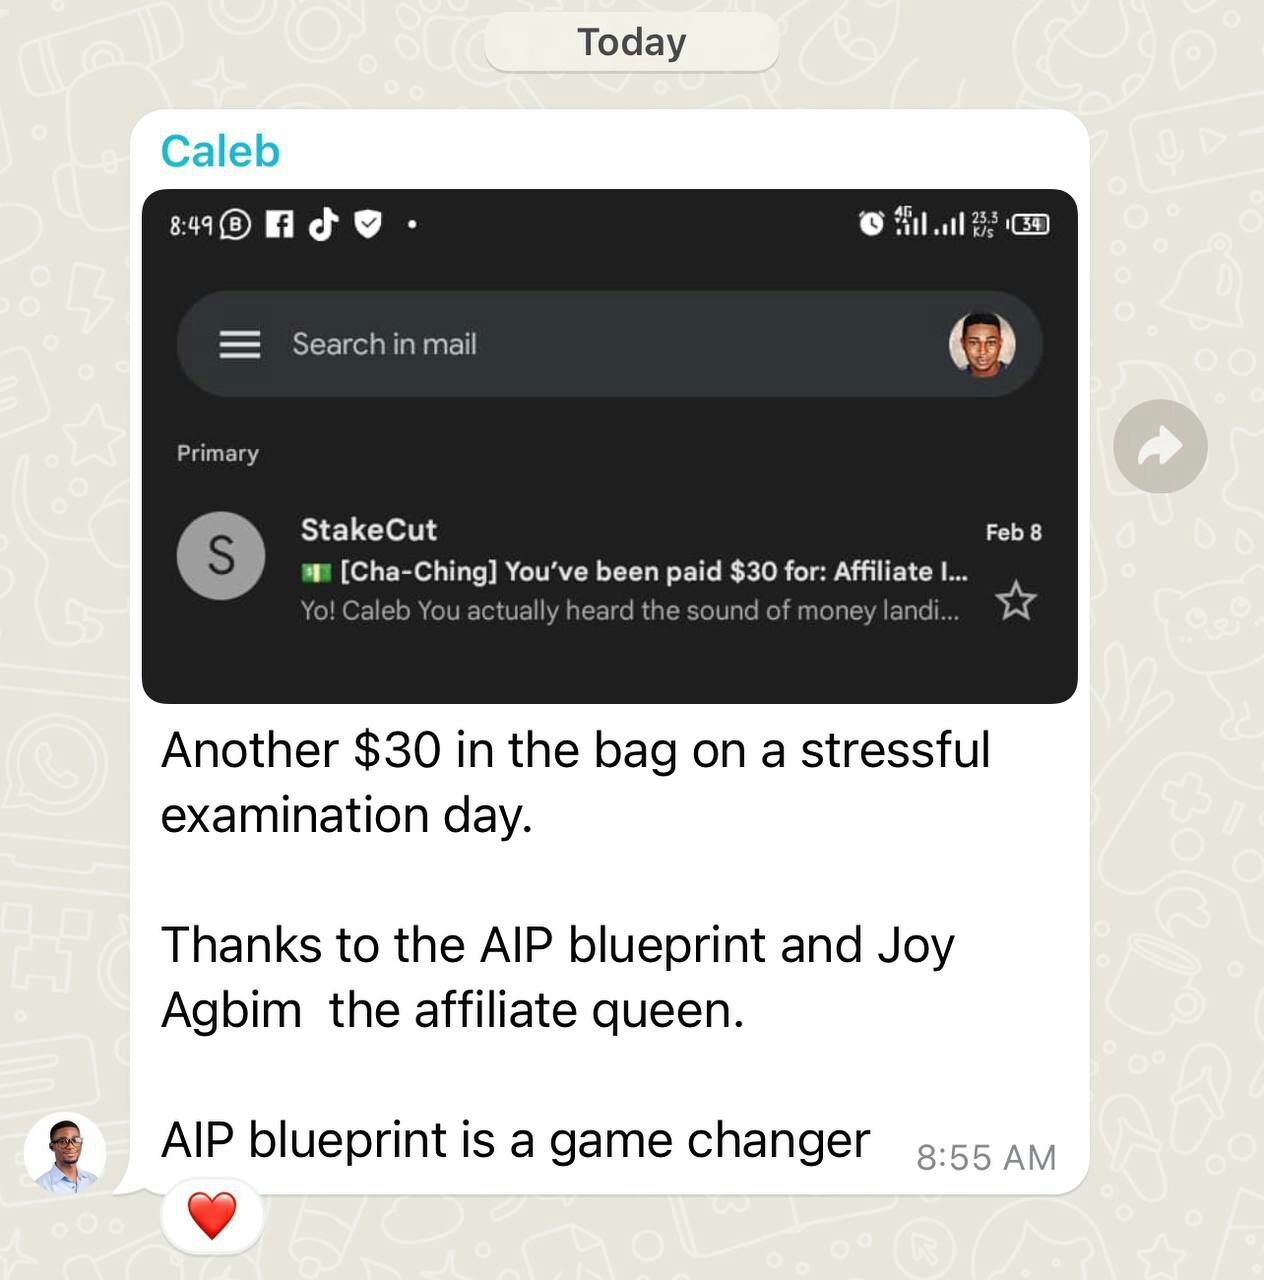 Today
Caleb
8:49
4G 23.3 K/s 34
Search in mail
Primary
S
StakeCut Feb 8
💵 [Cha-Ching] You've been paid $30 for: Affiliate I...
Yo! Caleb You actually heard the sound of money landi...
Another $30 in the bag on a stressful
examination day.
Thanks to the AIP blueprint and Joy
Agbim  the affiliate queen.
AIP blueprint is a game changer 8:55 AM